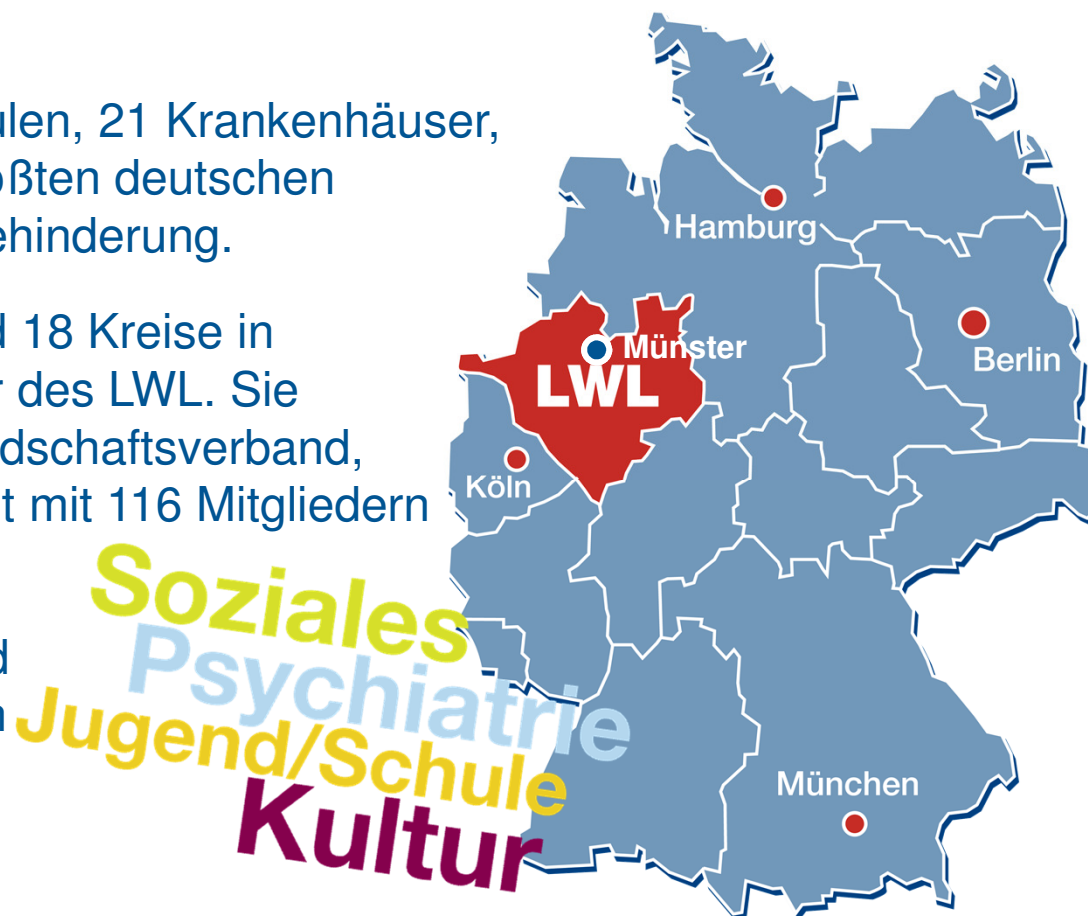 ulen, 21 Krankenhäuser,
ößten deutschen
ehinderung.
d 18 Kreise in
r des LWL. Sie
dschaftsverband,
t mit 116 Mitgliedern
d
n
Soziales
Psychiatrie
Jugend/Schule
Kultur
Hamburg
Berlin
Münster
LWL
Köln
München